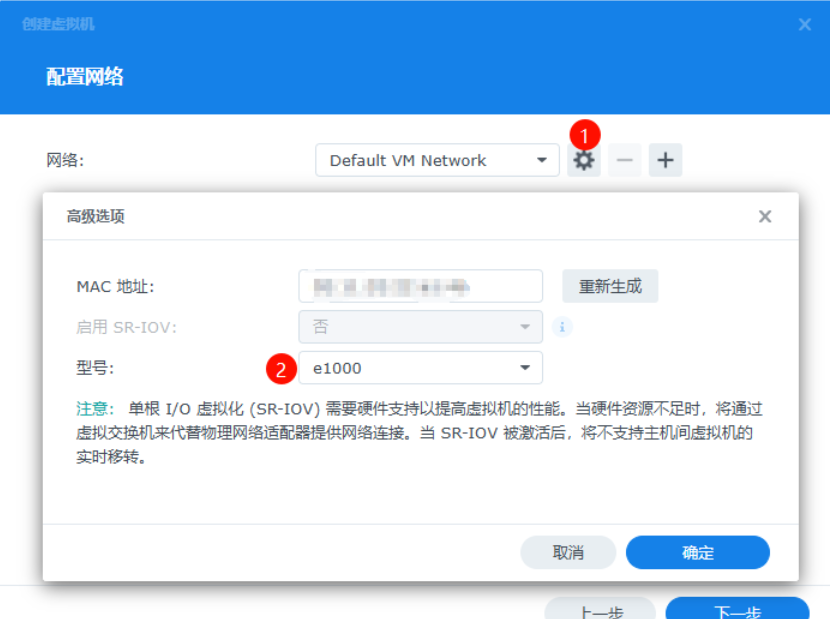 创建虚拟机
配置网络
1
网络:
Default VM Network
高级选项
MAC 地址:
重新生成
启用 SR-IOV:
否
i
型号:
2
e1000
注意: 单根 I/O 虚拟化 (SR-IOV) 需要硬件支持以提高虚拟机的性能。当硬件资源不足时，将通过
虚拟交换机来代替物理网络适配器提供网络连接。当 SR-IOV 被激活后，将不支持主机间虚拟机的
实时移转。
取消
确定
上一步
下一步